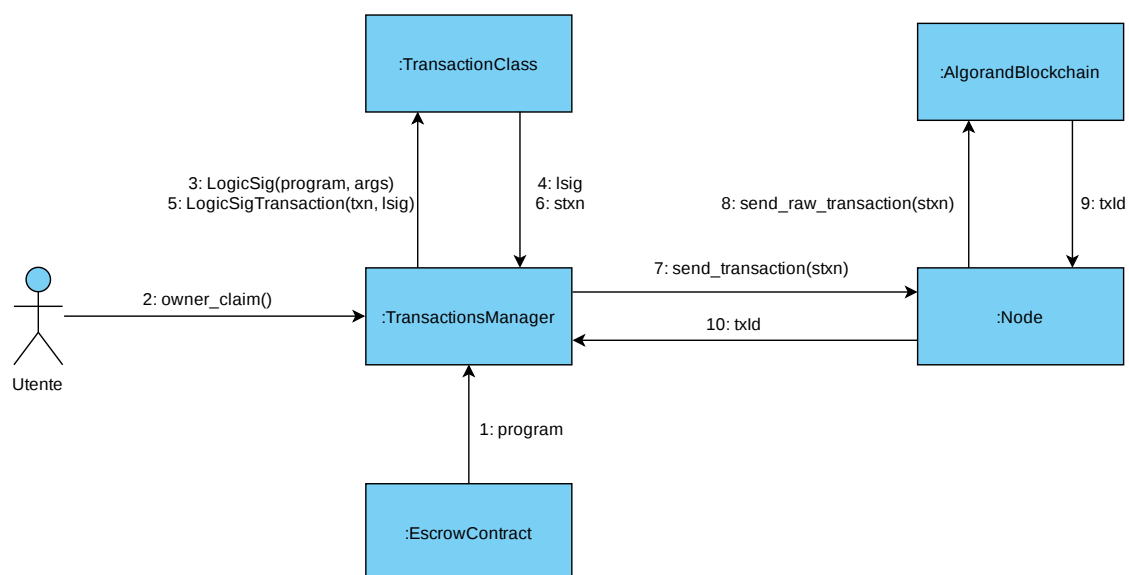 :TransactionClass
:AlgorandBlockchain
3: LogicSig(program, args)
5: LogicSigTransaction(txn, lsig)
4: lsig
6: stxn
8: send_raw_transaction(stxn)
9: txId
7: send_transaction(stxn)
2: owner_claim()
:TransactionsManager
:Node
10: txId
Utente
1: program
:EscrowContract